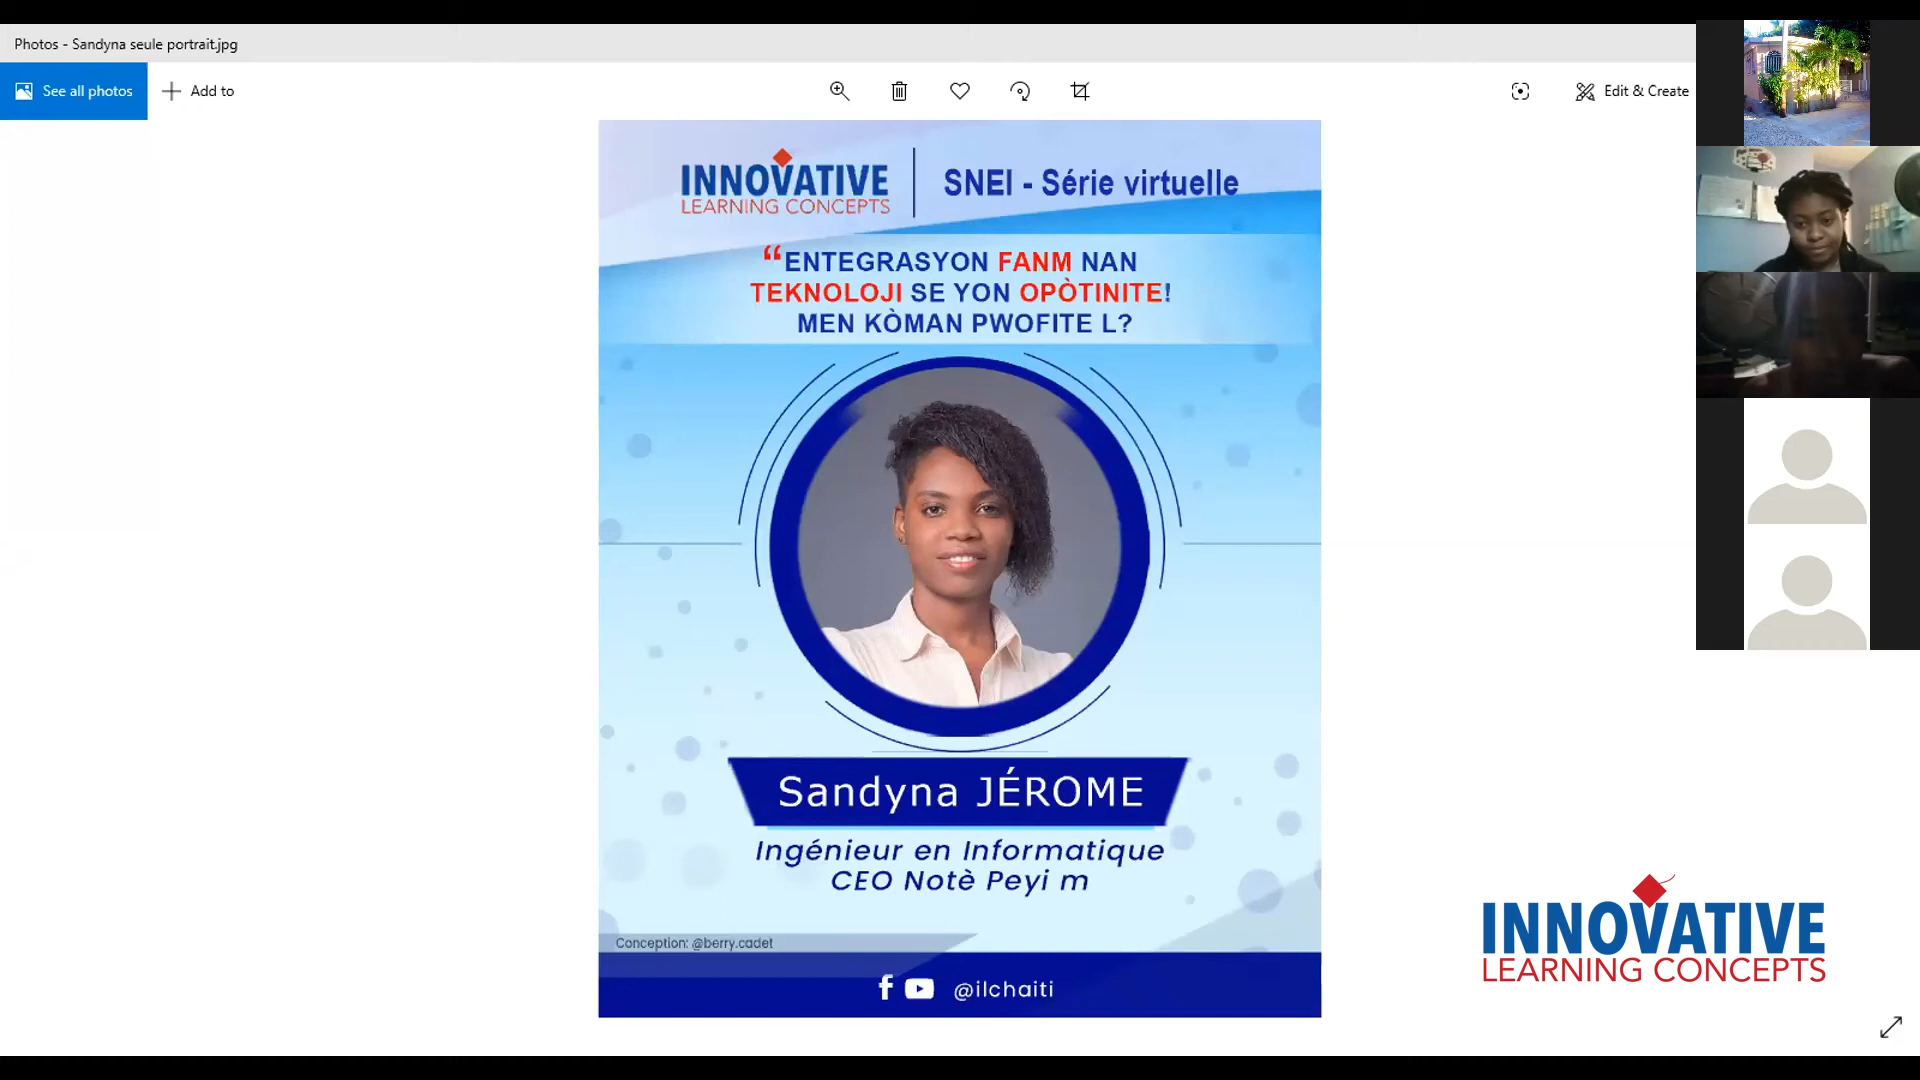 Photos - Sandyna seule portrait.jpg
See all photos
Add to
Edit & Create
INNOVATIVE
LEARNING CONCEPTS
SNEI - Série virtuelle
“ENTEGRASYON FANM NAN
TEKNOLOJI SE YON OPÒTINITE!
MEN KÒMAN PWOFITE L?
Sandyna JÉROME
Ingénieur en Informatique
CEO Notè Peyi m
Conception: @berry.cadet
f @ilchaiti
INNOVATIVE
LEARNING CONCEPTS